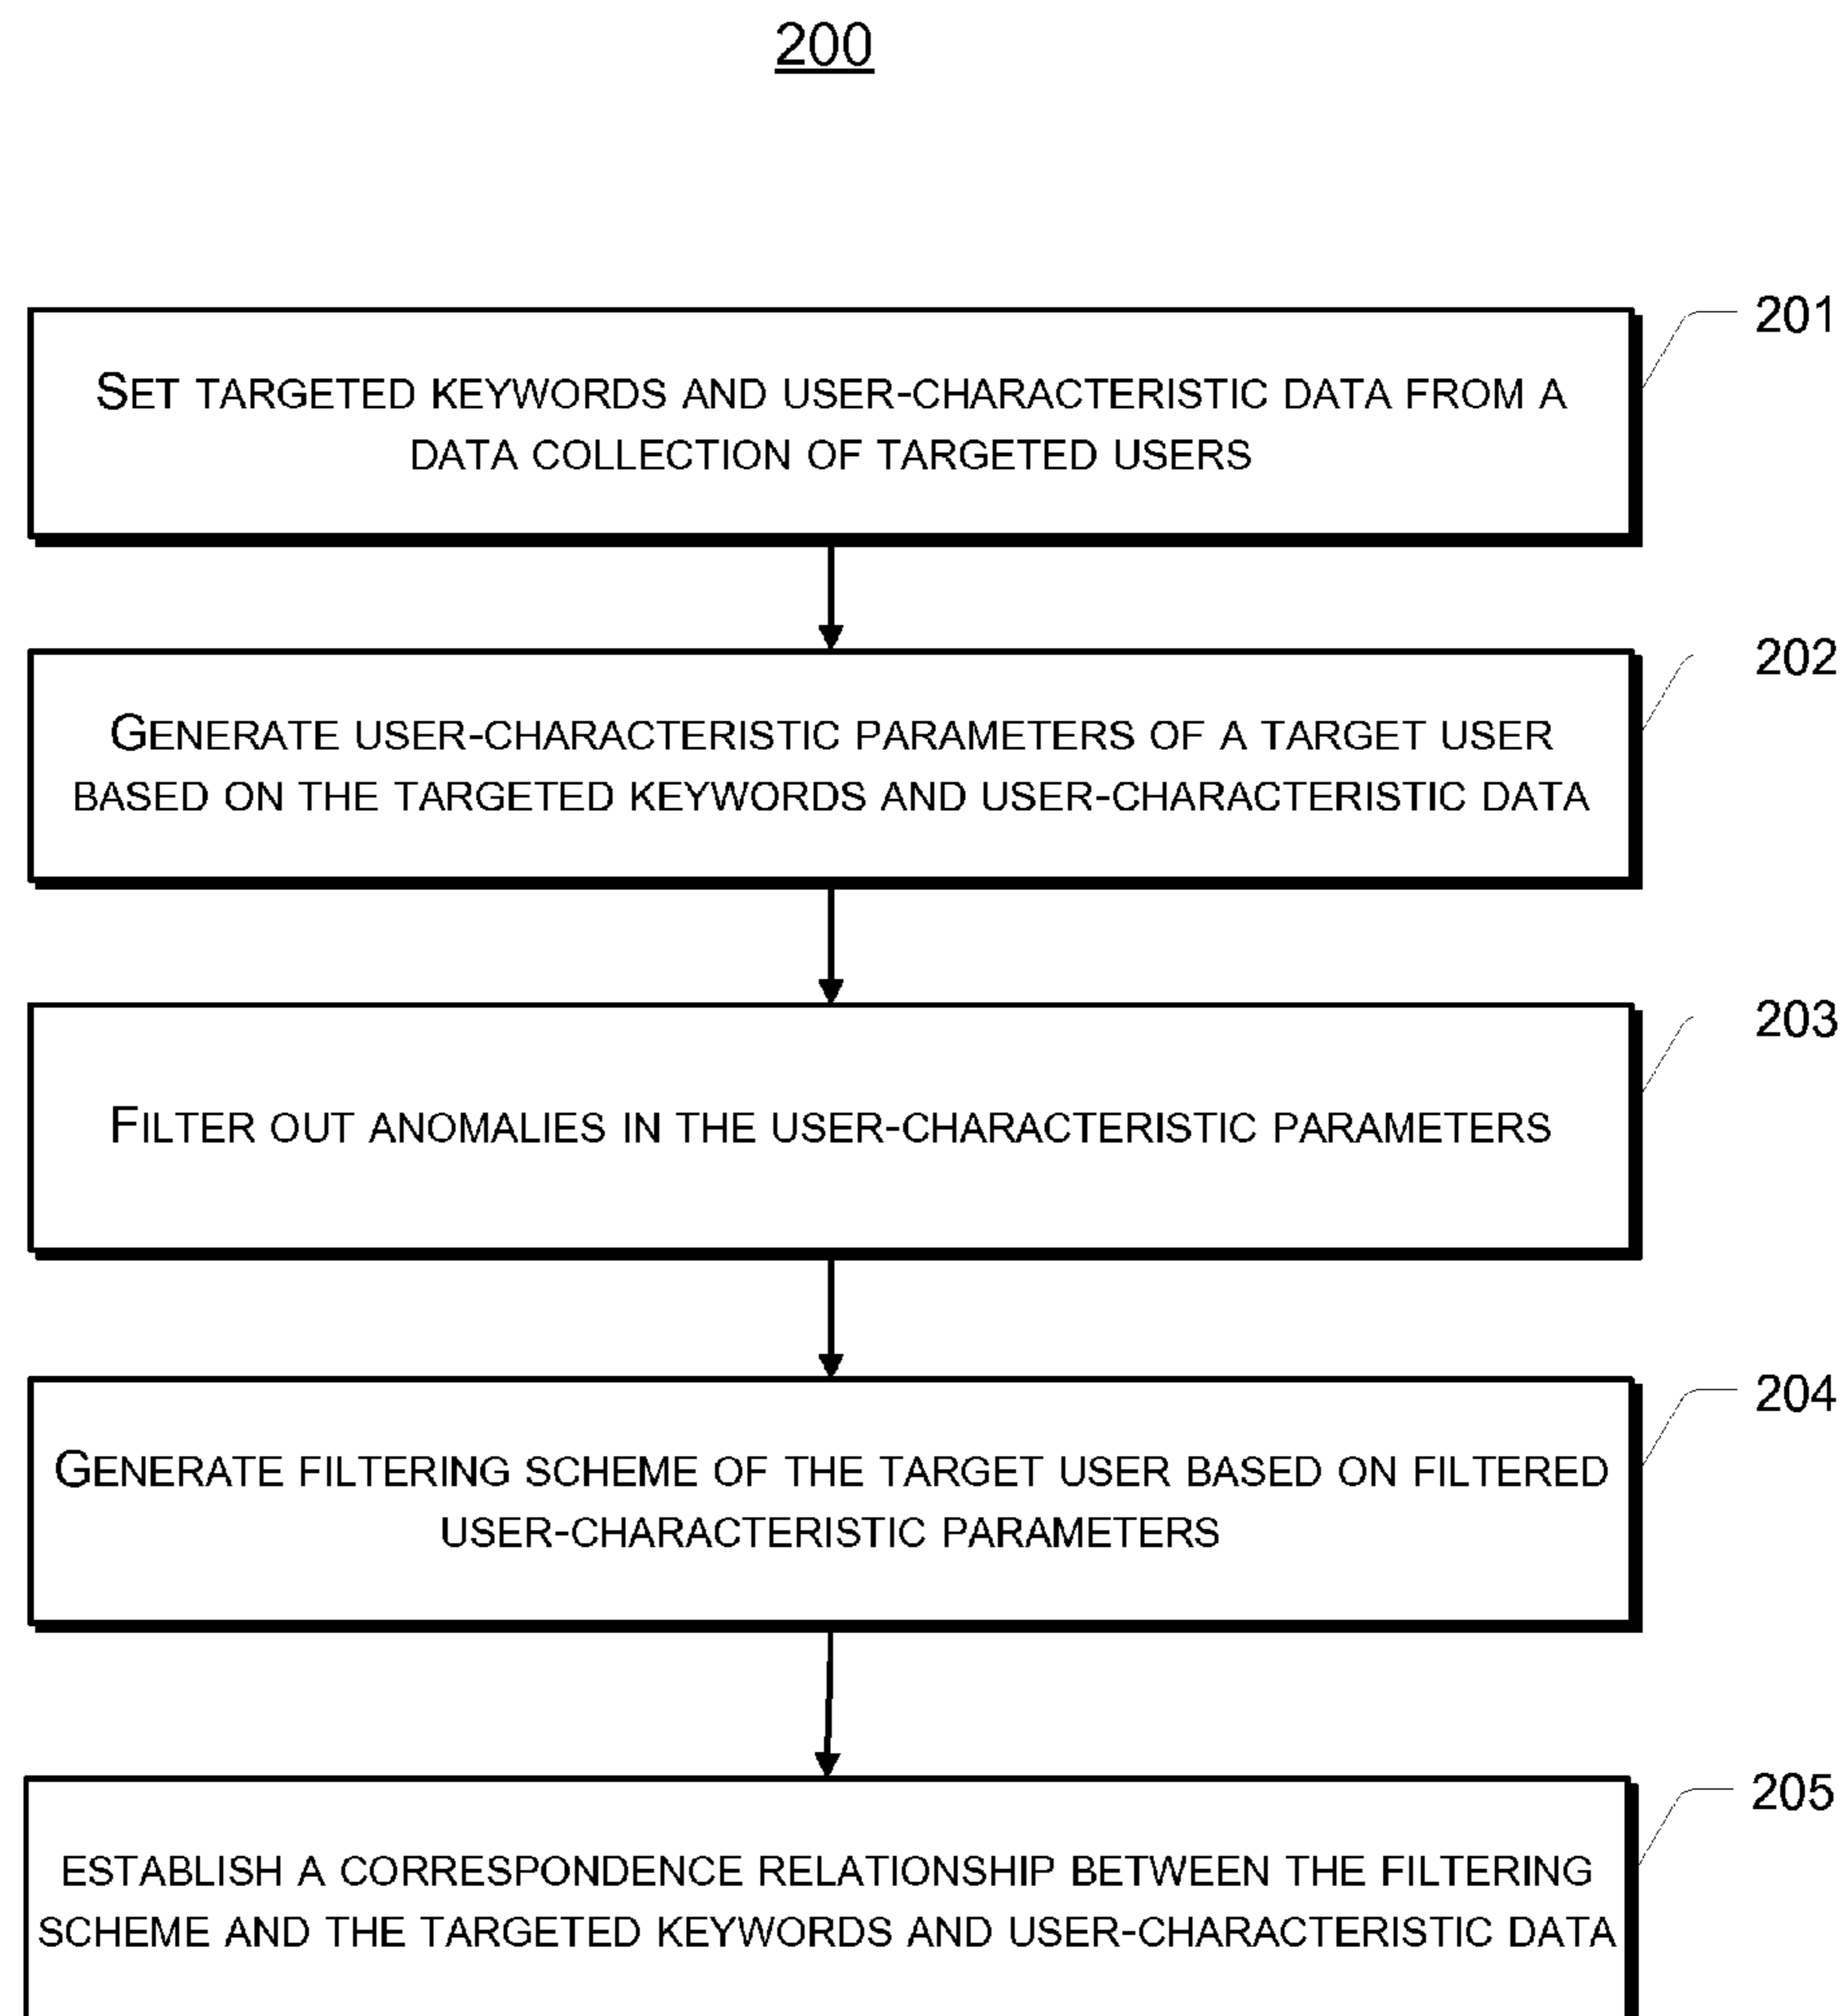 200
201
SET TARGETED KEYWORDS AND USER-CHARACTERISTIC DATA FROM A
DATA COLLECTION OF TARGETED USERS
202
GENERATE USER-CHARACTERISTIC PARAMETERS OF A TARGET USER
BASED ON THE TARGETED KEYWORDS AND USER-CHARACTERISTIC DATA
203
FILTER OUT ANOMALIES IN THE USER-CHARACTERISTIC PARAMETERS
204
GENERATE FILTERING SCHEME OF THE TARGET USER BASED ON FILTERED
USER-CHARACTERISTIC PARAMETERS
205
ESTABLISH A CORRESPONDENCE RELATIONSHIP BETWEEN THE FILTERING
SCHEME AND THE TARGETED KEYWORDS AND USER-CHARACTERISTIC DATA